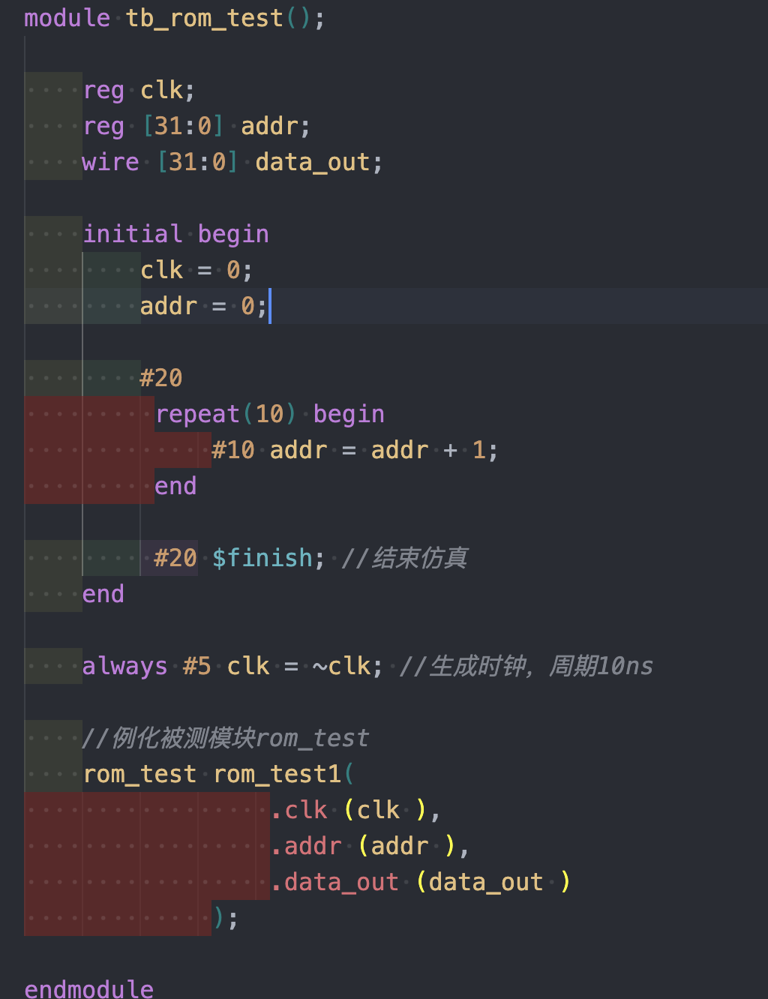 module tb_rom_test();
reg clk;
reg [31:0] addr;
wire [31:0] data_out;
initial begin
clk = 0;
addr = 0;
#20
repeat(10) begin
#10 addr = addr + 1;
end
#20 $finish; //结束仿真
end
always #5 clk = ~clk; //生成时钟，周期10ns
//例化被测模块rom_test
rom_test rom_test1(
.clk (clk ),
.addr (addr ),
.data_out (data_out )
);
endmodule